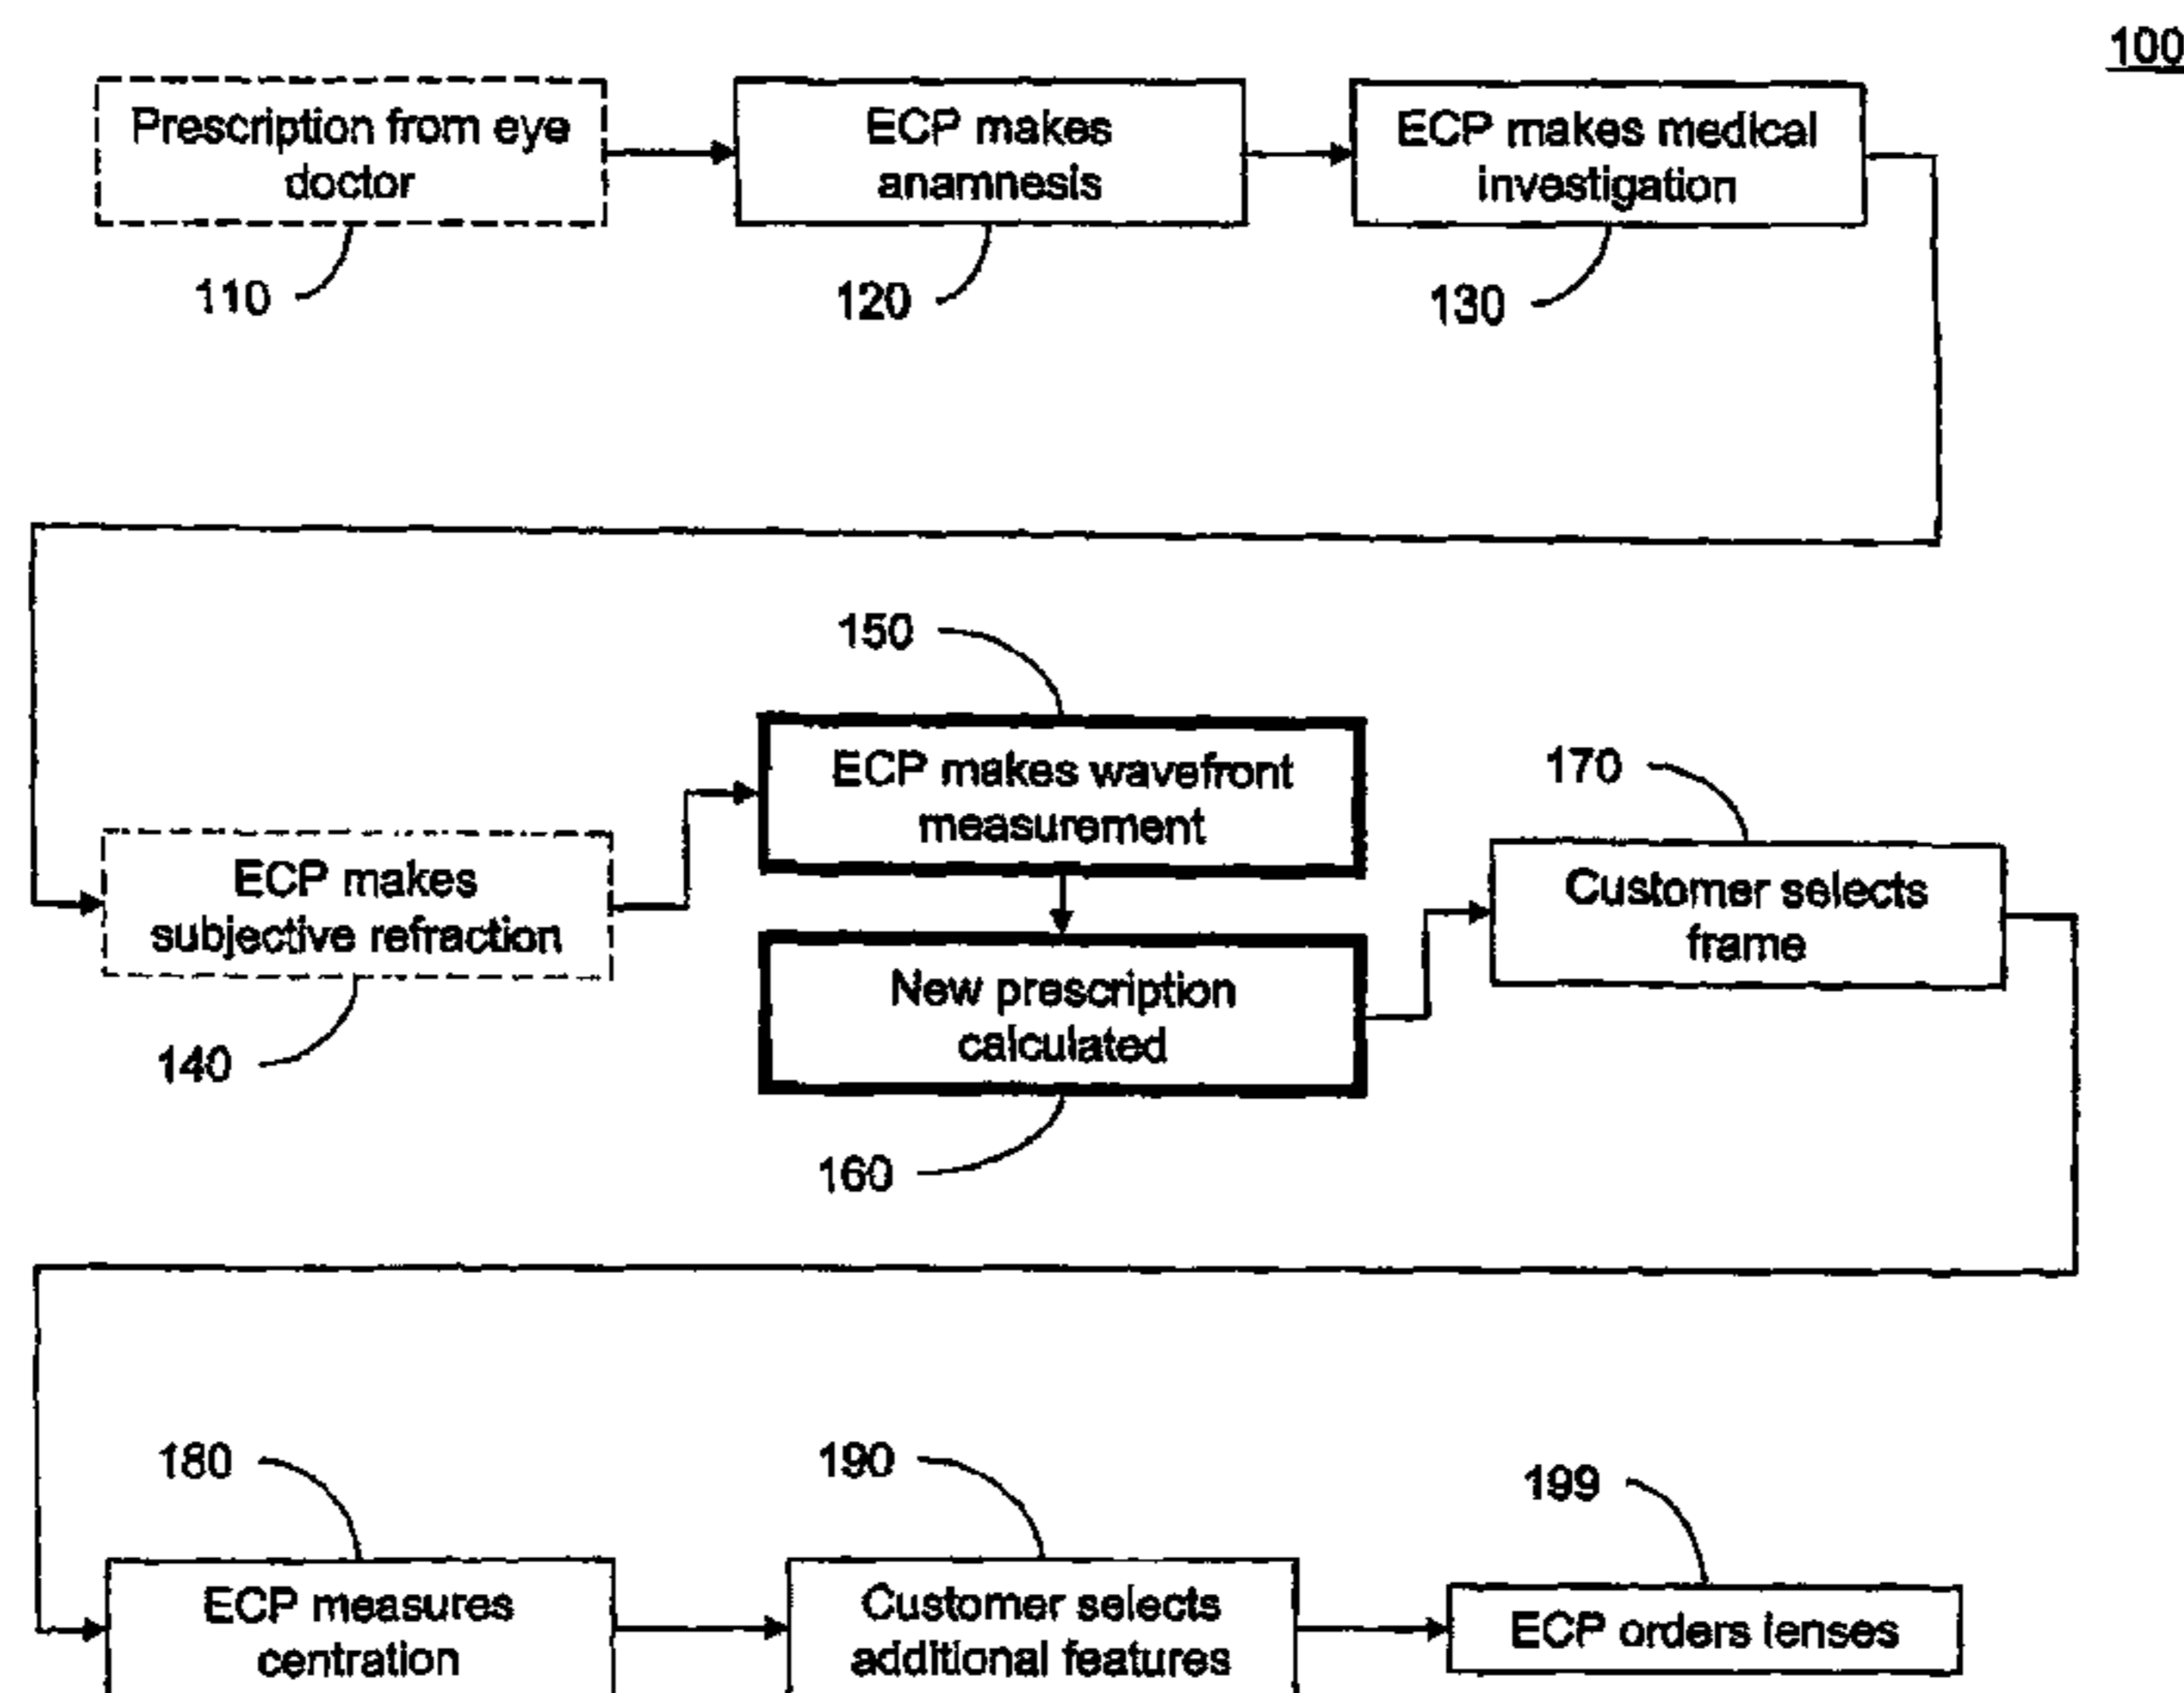 100
Prescription from eye
doctor
ECP makes
anamnesis
ECP makes medical
investigation
110
120
130
150
ECP makes wavefront
measurement
170
ECP makes
subjective refraction
Customer selects
frame
New prescription
calculated
140
160
180
190
199
ECP measures
centration
Customer selects
additional features
ECP orders lenses